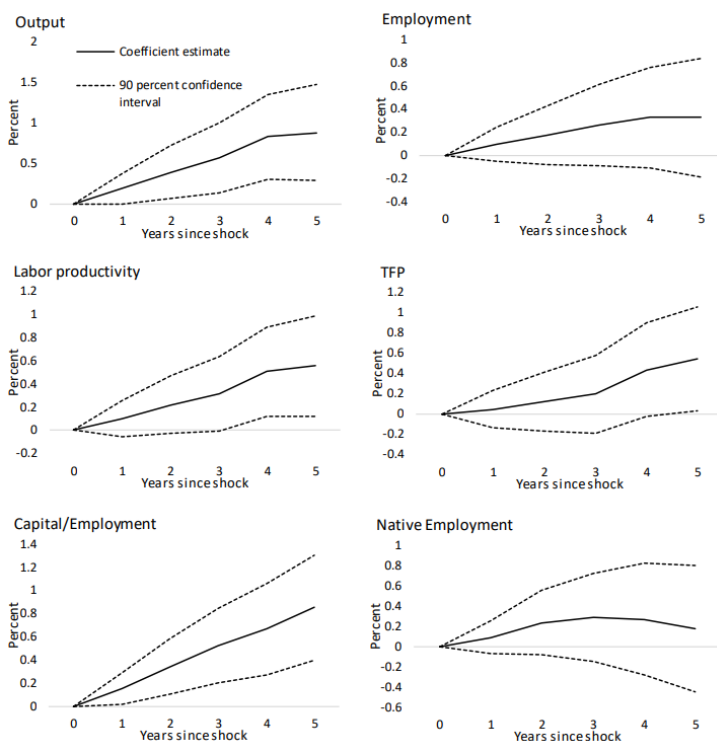 Output
2
1.5
1
0.5
0
Percent
Coefficient estimate
90 percent confidence
interval
0 1 2 3 4 5
Years since shock
Employment
1
0.8
0.6
0.4
0.2
0
-0.2
-0.4
Percent
0 1 2 3 4 5
Years since shock
Labor productivity
1.2
1
0.8
0.6
0.4
0.2
0
-0.2
Percent
0 1 2 3 4 5
Years since shock
TFP
1.2
1
0.8
0.6
0.4
0.2
0
-0.2
-0.4
Percent
0 1 2 3 4 5
Years since shock
Capital/Employment
1.4
1.2
1
0.8
0.6
0.4
0.2
0
Percent
0 1 2 3 4 5
Years since shock
Native Employment
1
0.8
0.6
0.4
0.2
0
-0.2
-0.4
-0.6
Percent
0 1 2 3 4 5
Years since shock